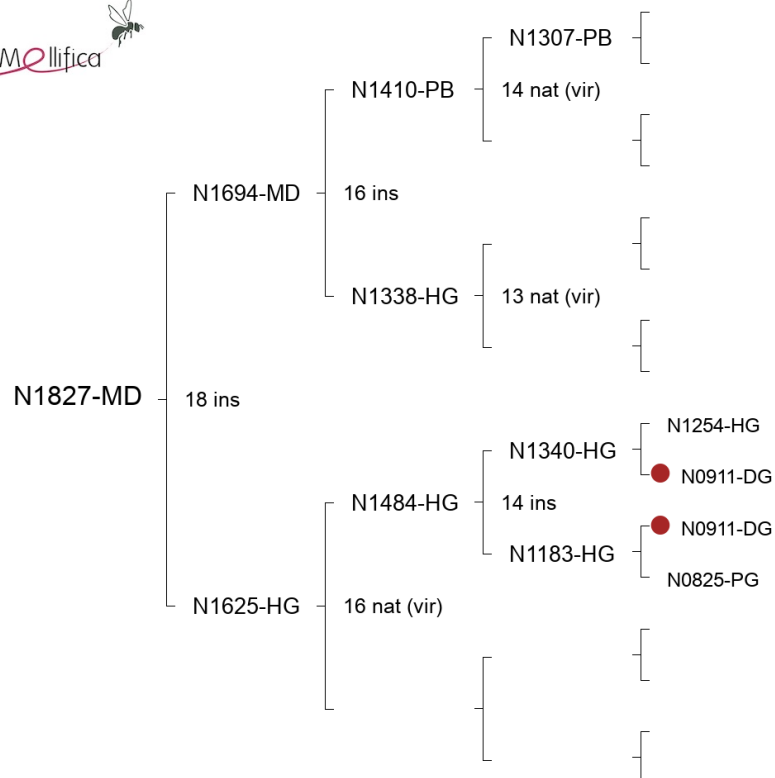 Mellifica
N1307-PB
N1410-PB
14 nat (vir)
N1694-MD
16 ins
N1338-HG
13 nat (vir)
N1827-MD
18 ins
N1254-HG
N1340-HG
N0911-DG
N1484-HG
14 ins
N0911-DG
N1183-HG
N0825-PG
N1625-HG
16 nat (vir)